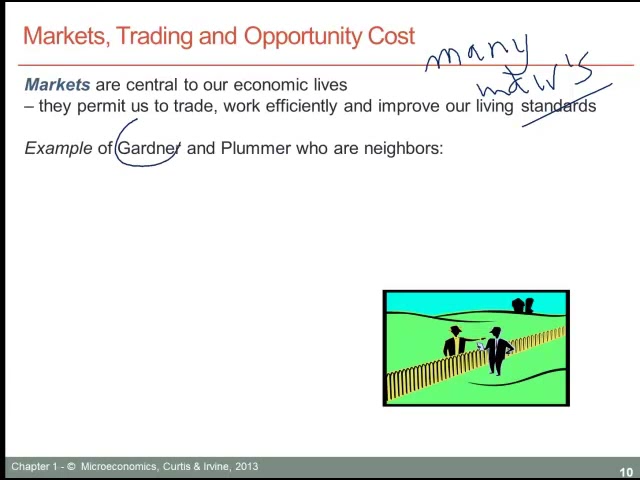 Markets, Trading and Opportunity Cost
many
Markets are central to our economic lives
– they permit us to trade, work efficiently and improve our living standards
Example of Gardner and Plummer who are neighbors:
Chapter 1 - © Microeconomics, Curtis & Irvine, 2013
10